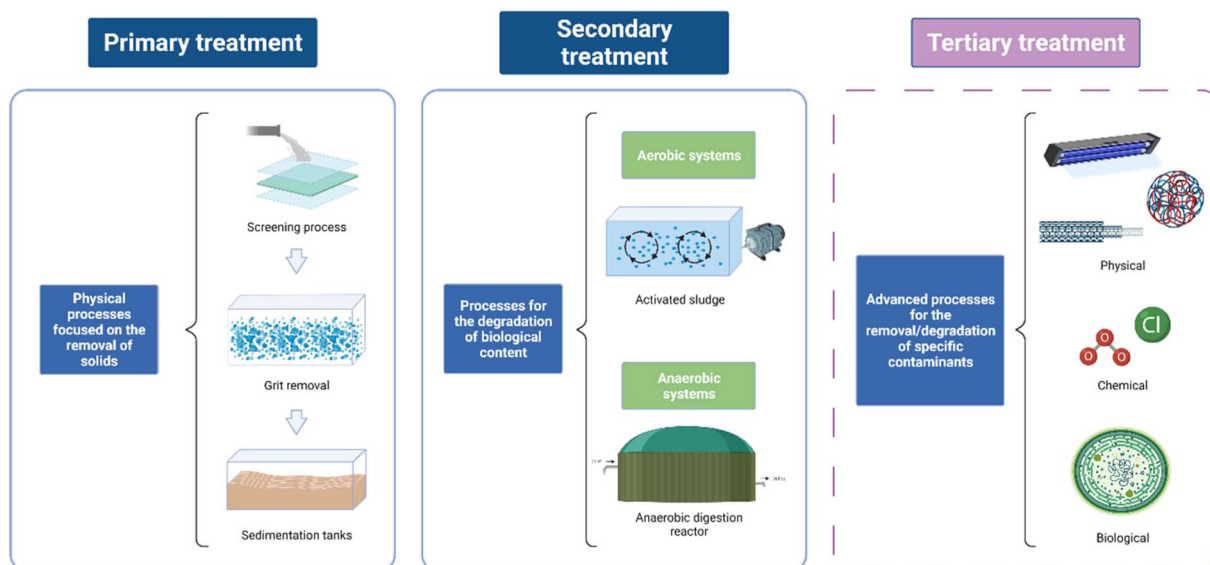 Primary treatment
Physical
processes
focused on the
removal of
solids
Screening process
Grit removal
Sedimentation tanks
Secondary
treatment
Processes for
the degradation
of biological
content
Aerobic systems
Activated sludge
Anaerobic
systems
Anaerobic digestion
reactor
Tertiary treatment
Advanced processes
for the
removal/degradation
of specific
contaminants
Physical
Cl
O
O
O
Chemical
Biological